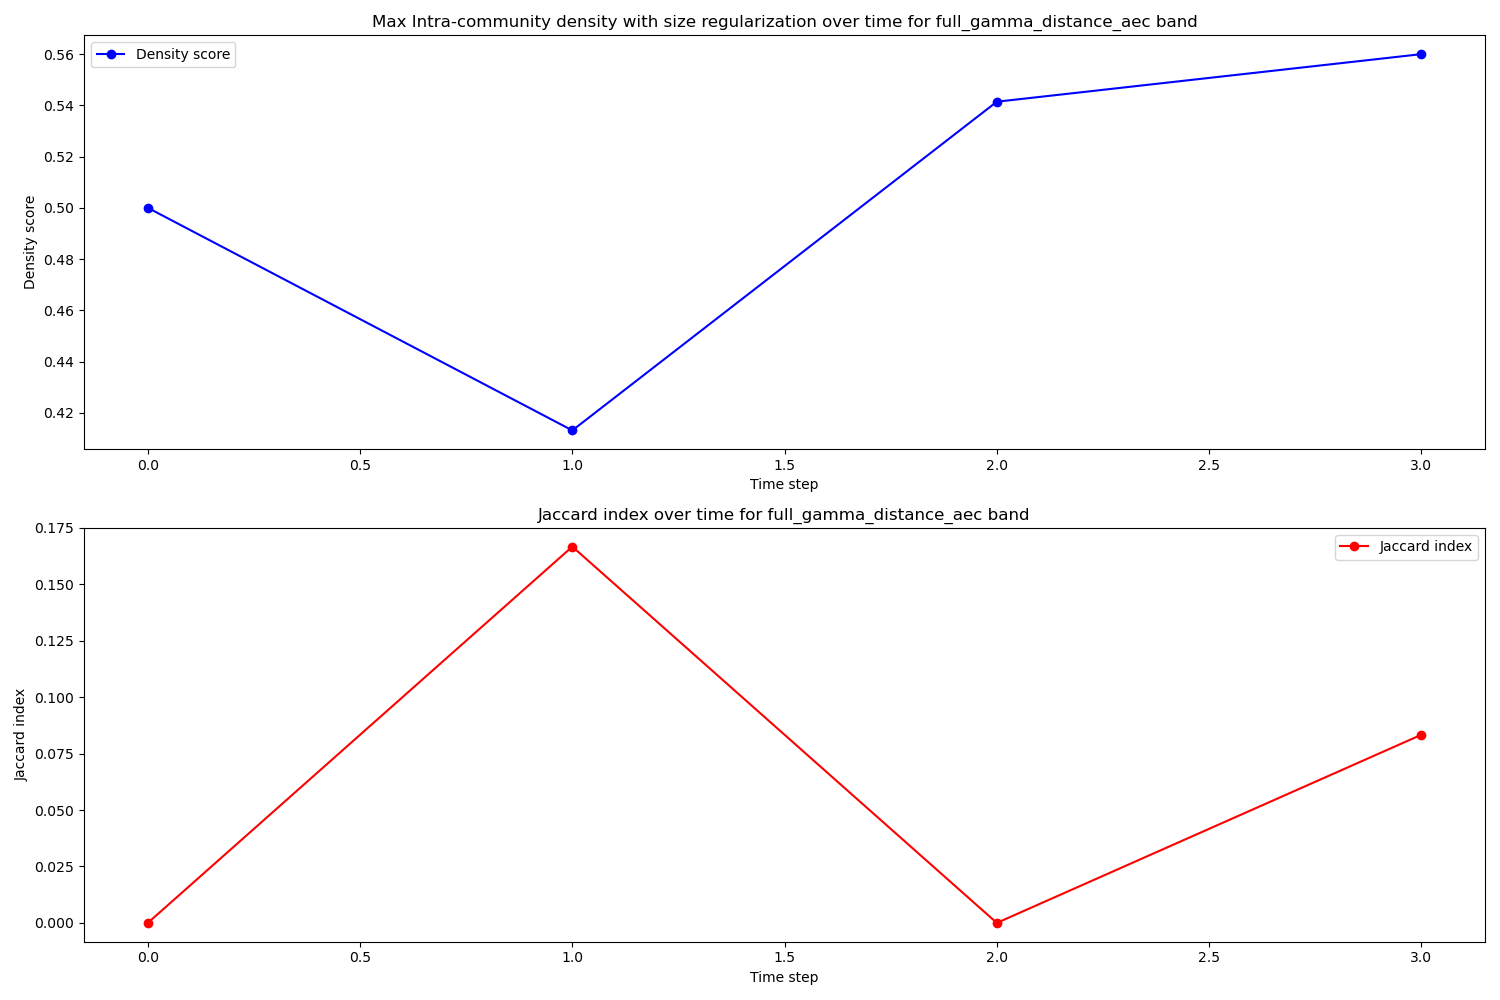 Max Intra-community density with size regularization over time for full_gamma_distance_aec band
Density score
0.56
0.54
0.52
0.50
0.48
0.46
0.44
0.42
Density score
0.0 0.5 1.0 1.5 2.0 2.5 3.0
Time step
Jaccard index over time for full_gamma_distance_aec band
Jaccard index
0.175
0.150
0.125
0.100
0.075
0.050
0.025
0.000
Jaccard index
0.0 0.5 1.0 1.5 2.0 2.5 3.0
Time step